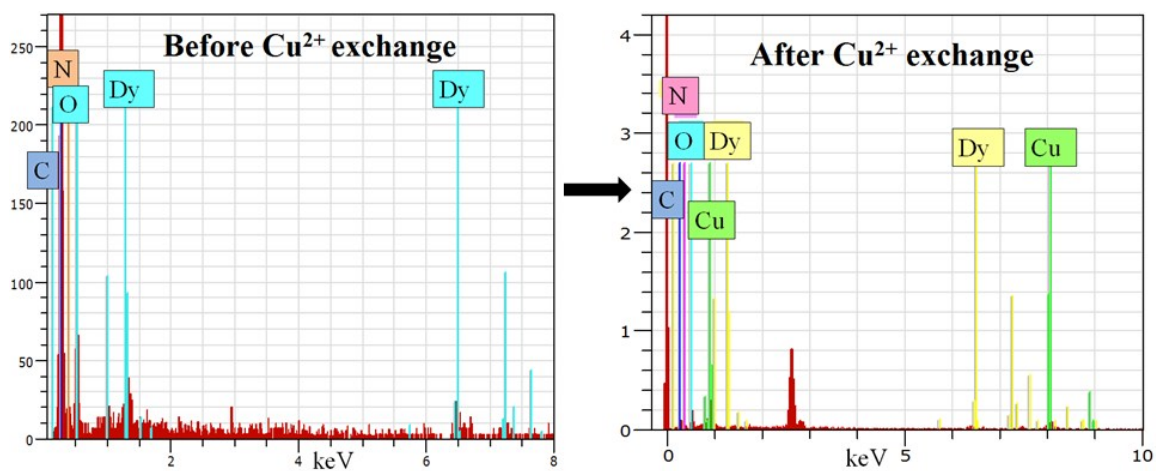 Before Cu²⁺ exchange
250
200
150
100
50
0
N
O
C
Dy
Dy
2
4
6
8
keV
After Cu²⁺ exchange
4
3
2
1
0
N
O
Dy
C
Cu
Dy
Cu
0
5
10
keV